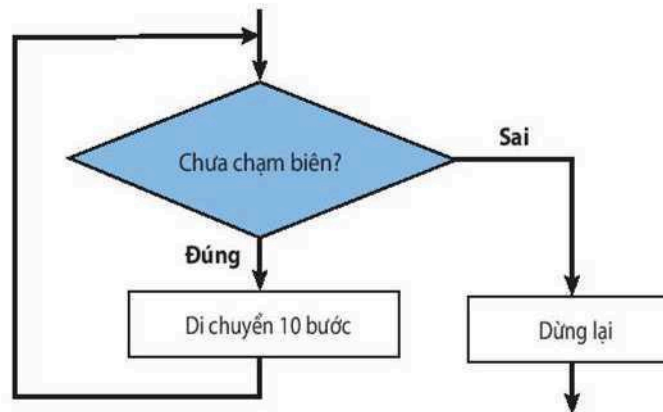 Chưa chạm biên?
Sai
Đúng
Di chuyển 10 bước
Dừng lại